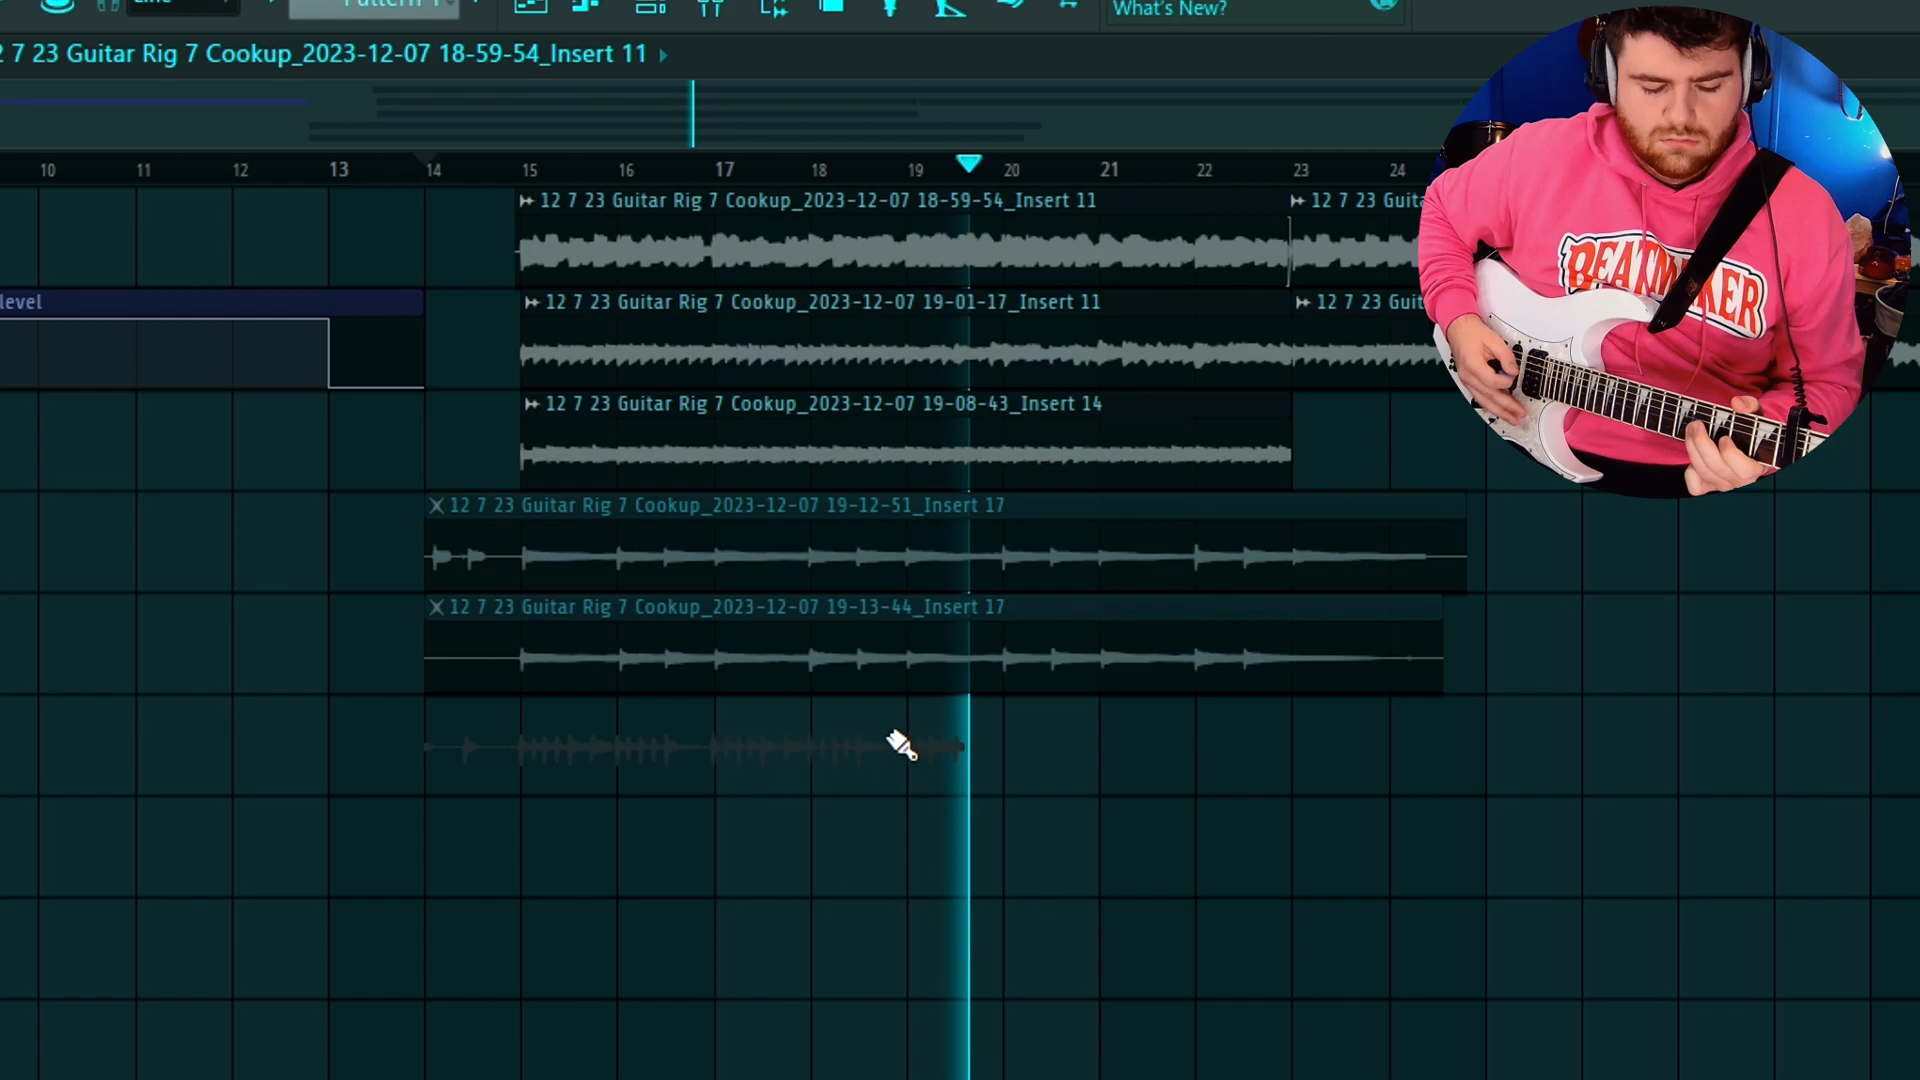 What's New?
2 7 23 Guitar Rig 7 Cookup_2023-12-07 18-59-54_Insert 11
10 11 12 13 14 15 16 17 18 19 20 21 22 23 24
12 7 23 Guitar Rig 7 Cookup_2023-12-07 18-59-54_Insert 11
12 7 23 Guita
level
12 7 23 Guitar Rig 7 Cookup_2023-12-07 19-01-17_Insert 11
12 7 23 Guit
12 7 23 Guitar Rig 7 Cookup_2023-12-07 19-08-43_Insert 14
12 7 23 Guitar Rig 7 Cookup_2023-12-07 19-12-51_Insert 17
12 7 23 Guitar Rig 7 Cookup_2023-12-07 19-13-44_Insert 17
BEATMAKER